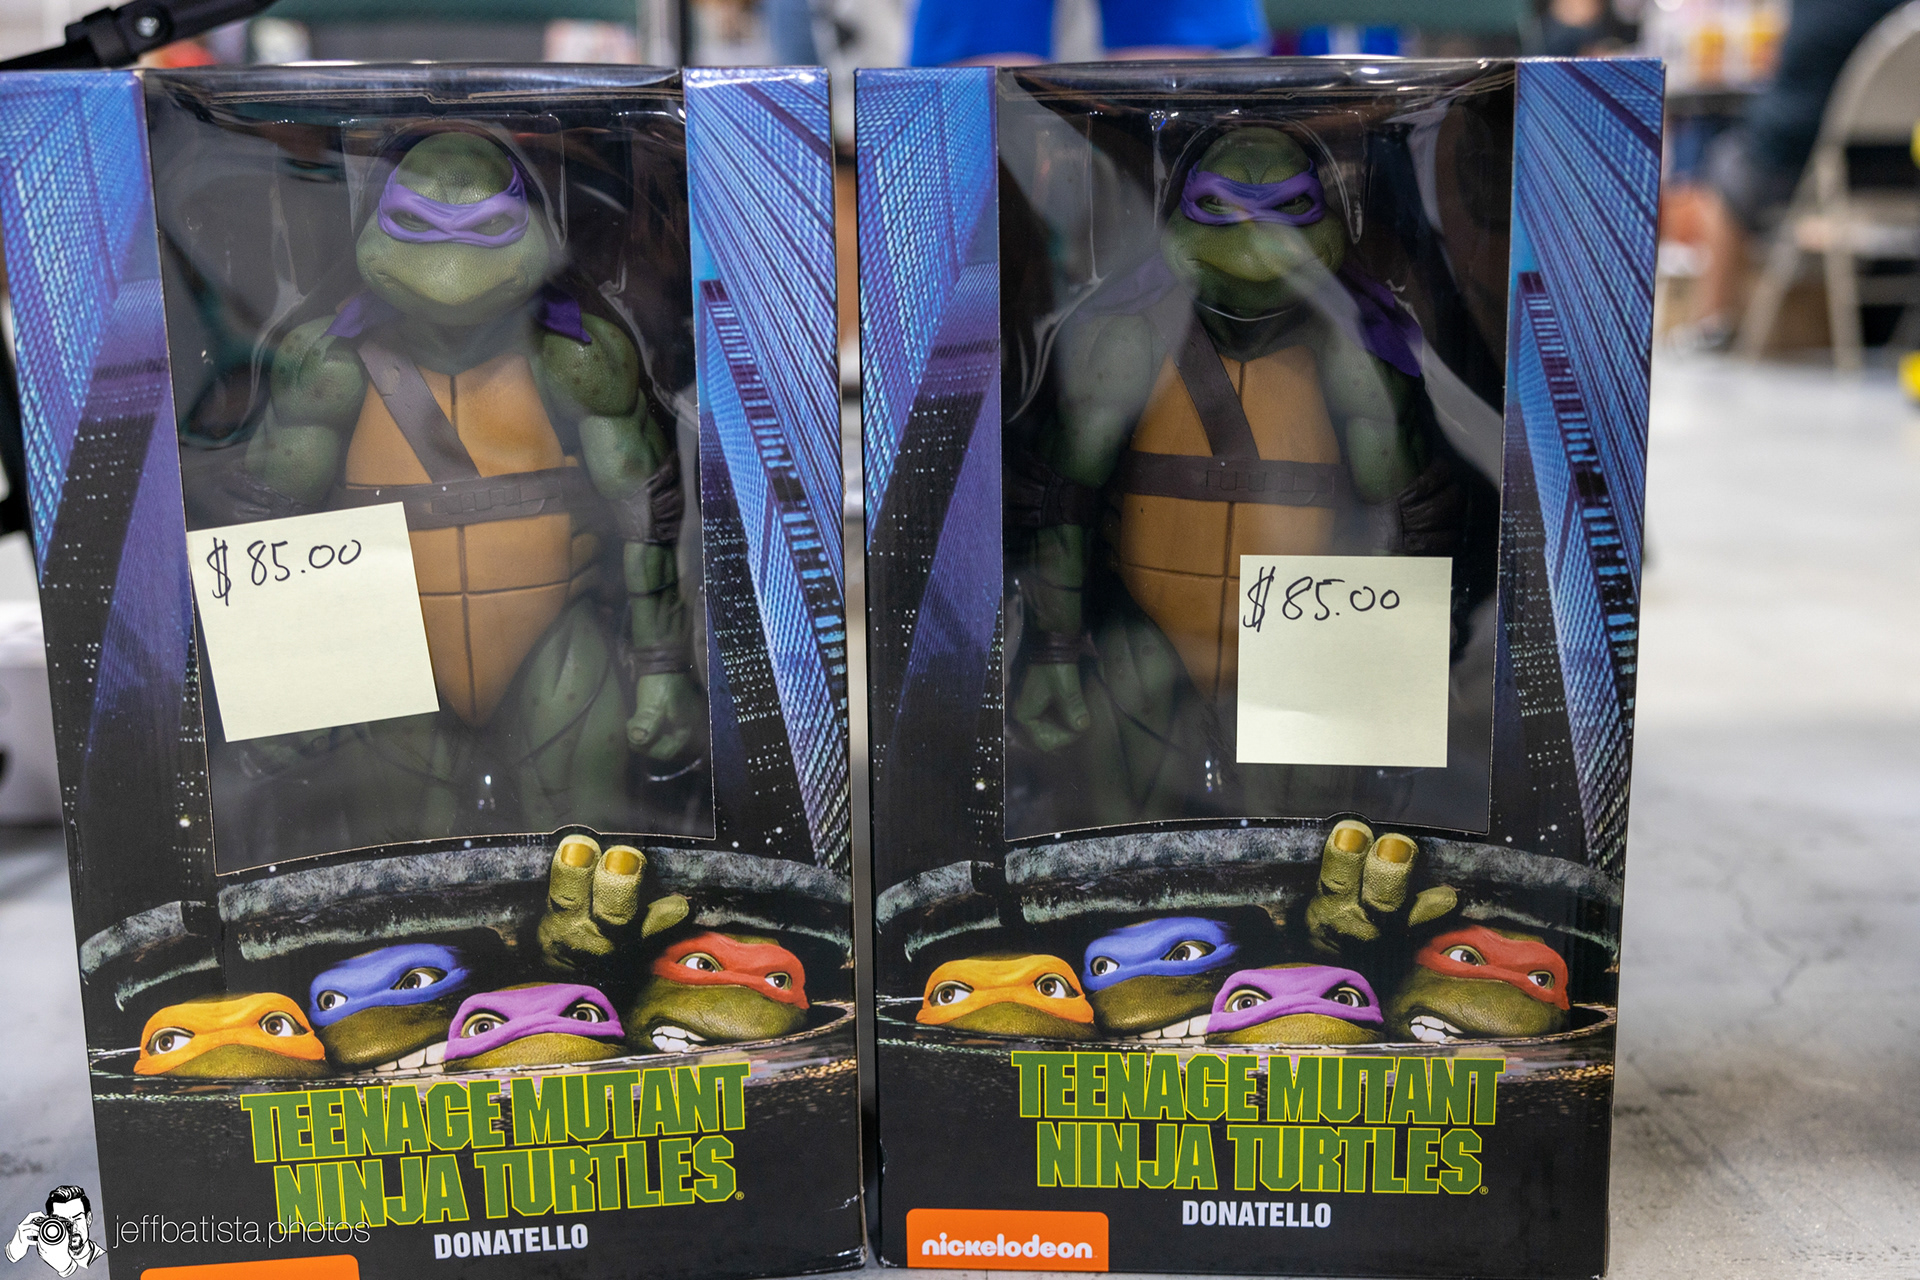 $85.00
TEENAGE MUTANT
NINJA TURTLES®
DONATELLO
$85.00
TEENAGE MUTANT
NINJA TURTLES®
DONATELLO
nickelodeon
jeffbatista.photos